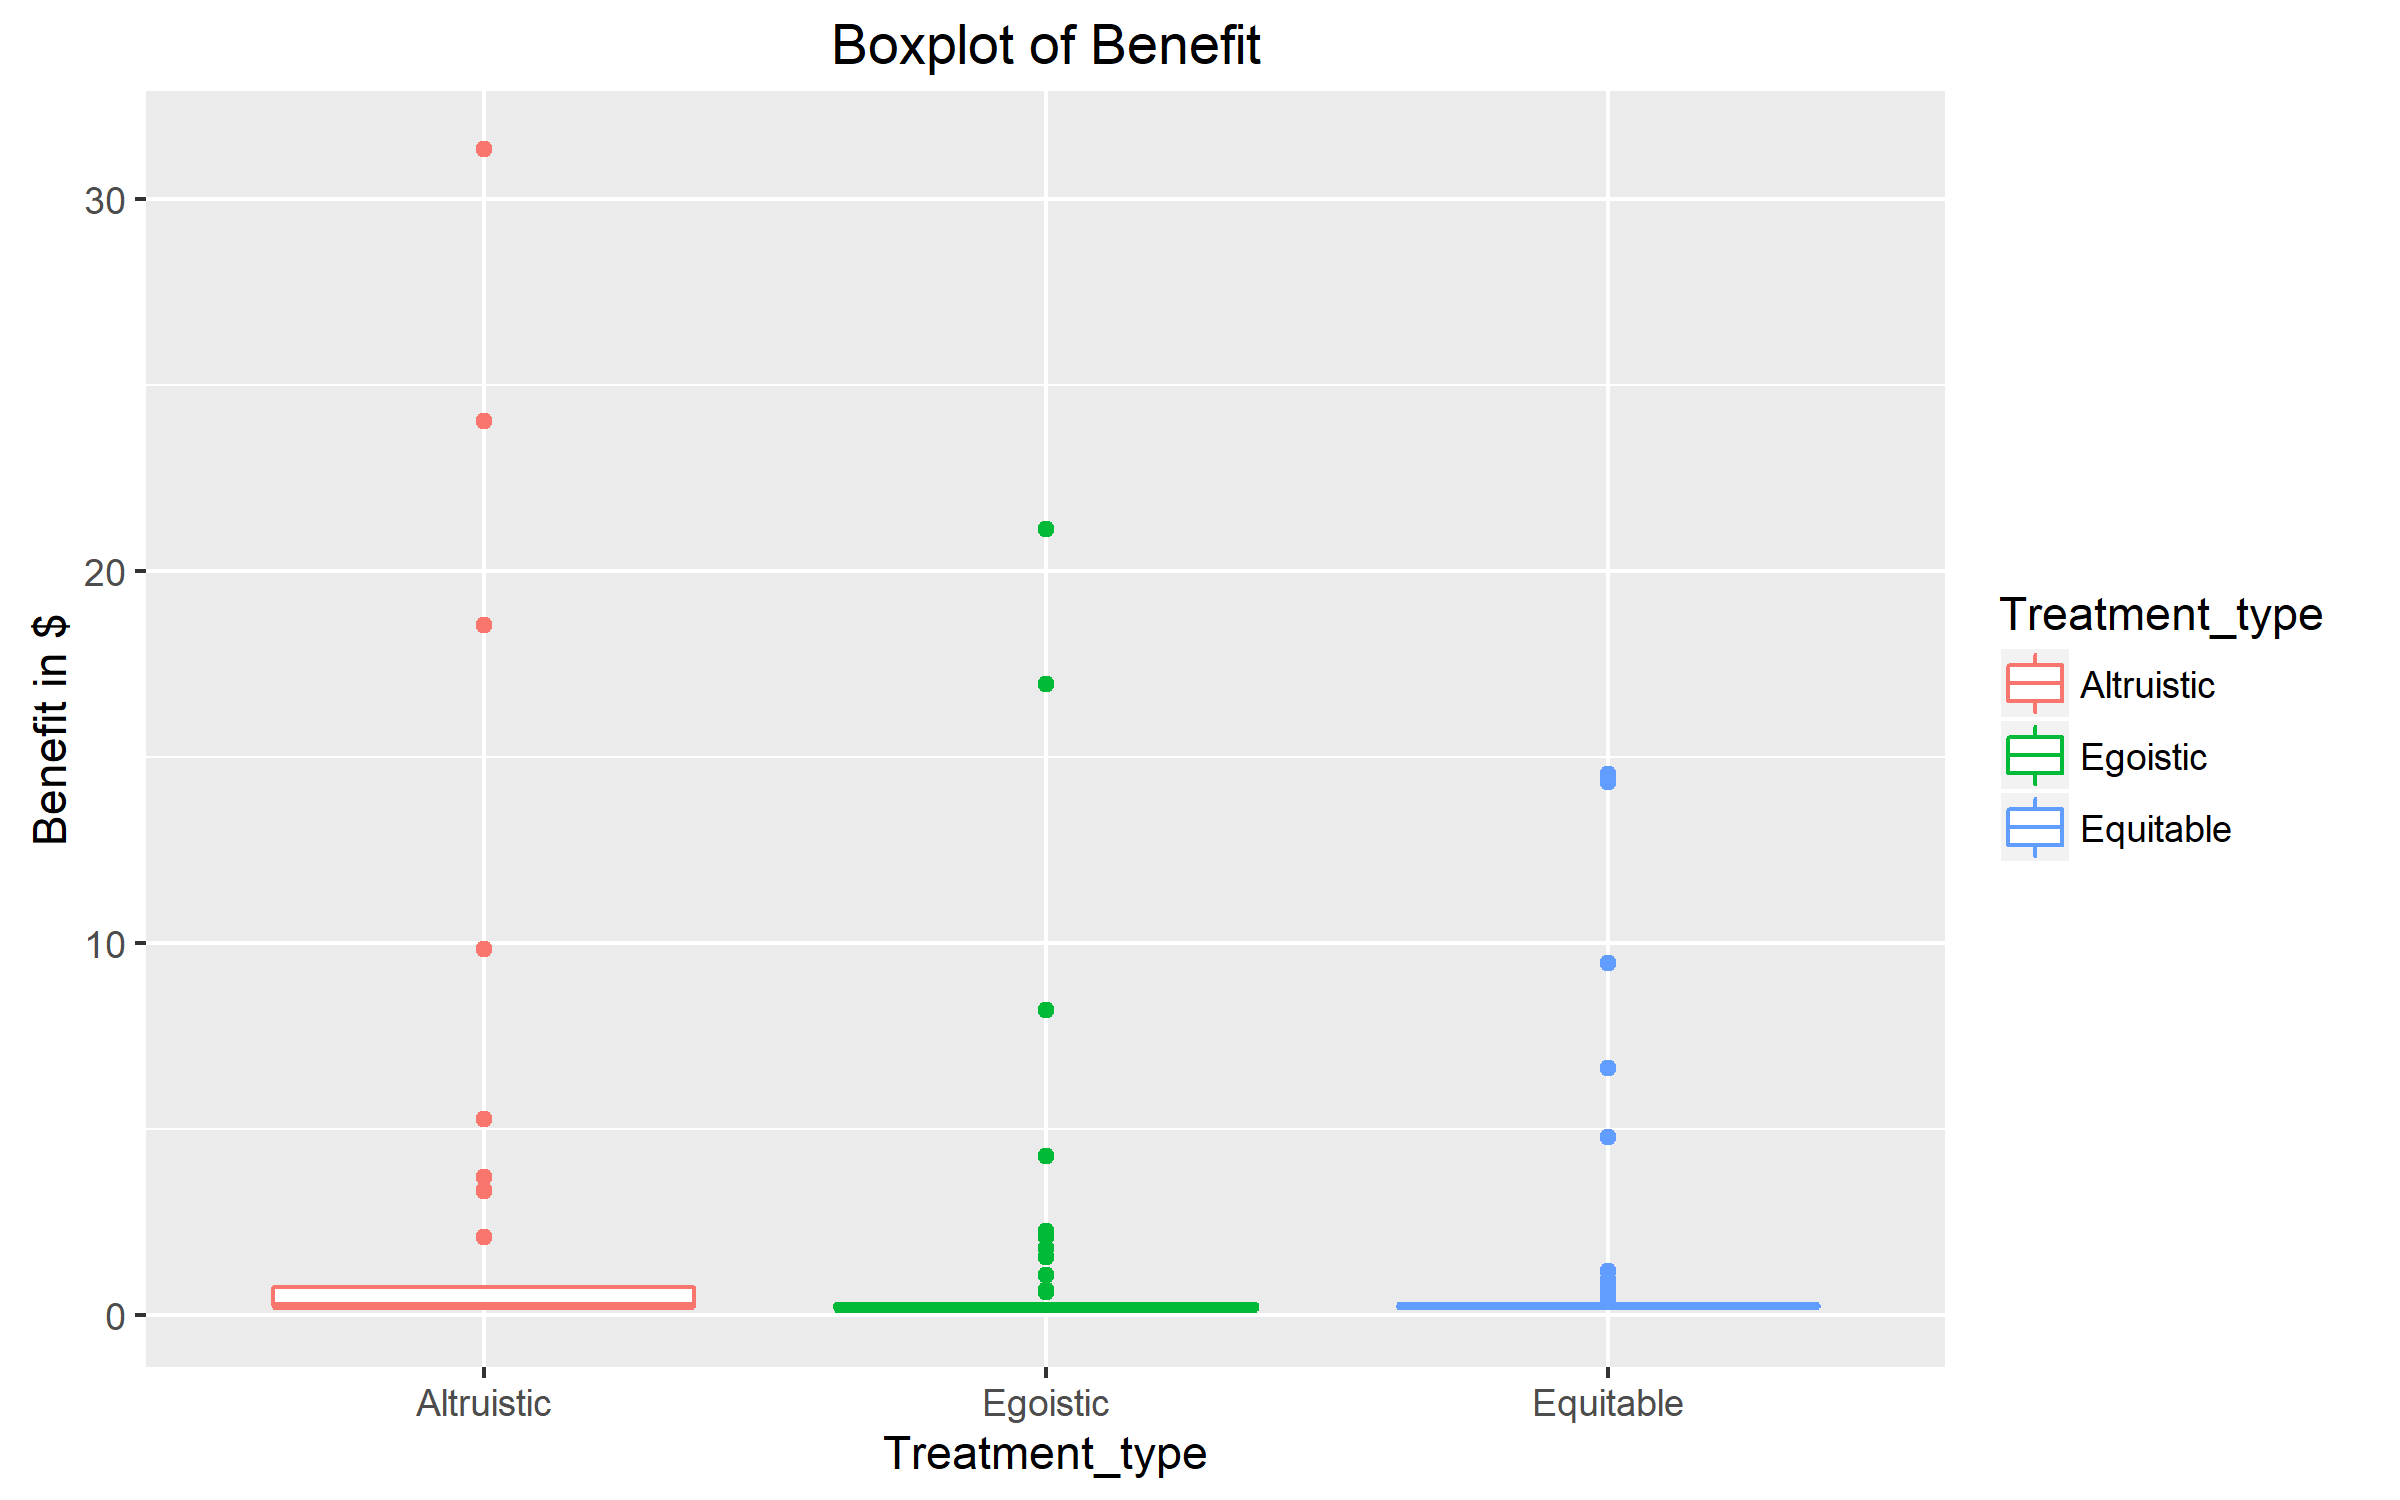 Boxplot of Benefit
Benefit in $
30
20
10
0
Altruistic
Egoistic
Equitable
Treatment_type
Treatment_type
Altruistic
Egoistic
Equitable